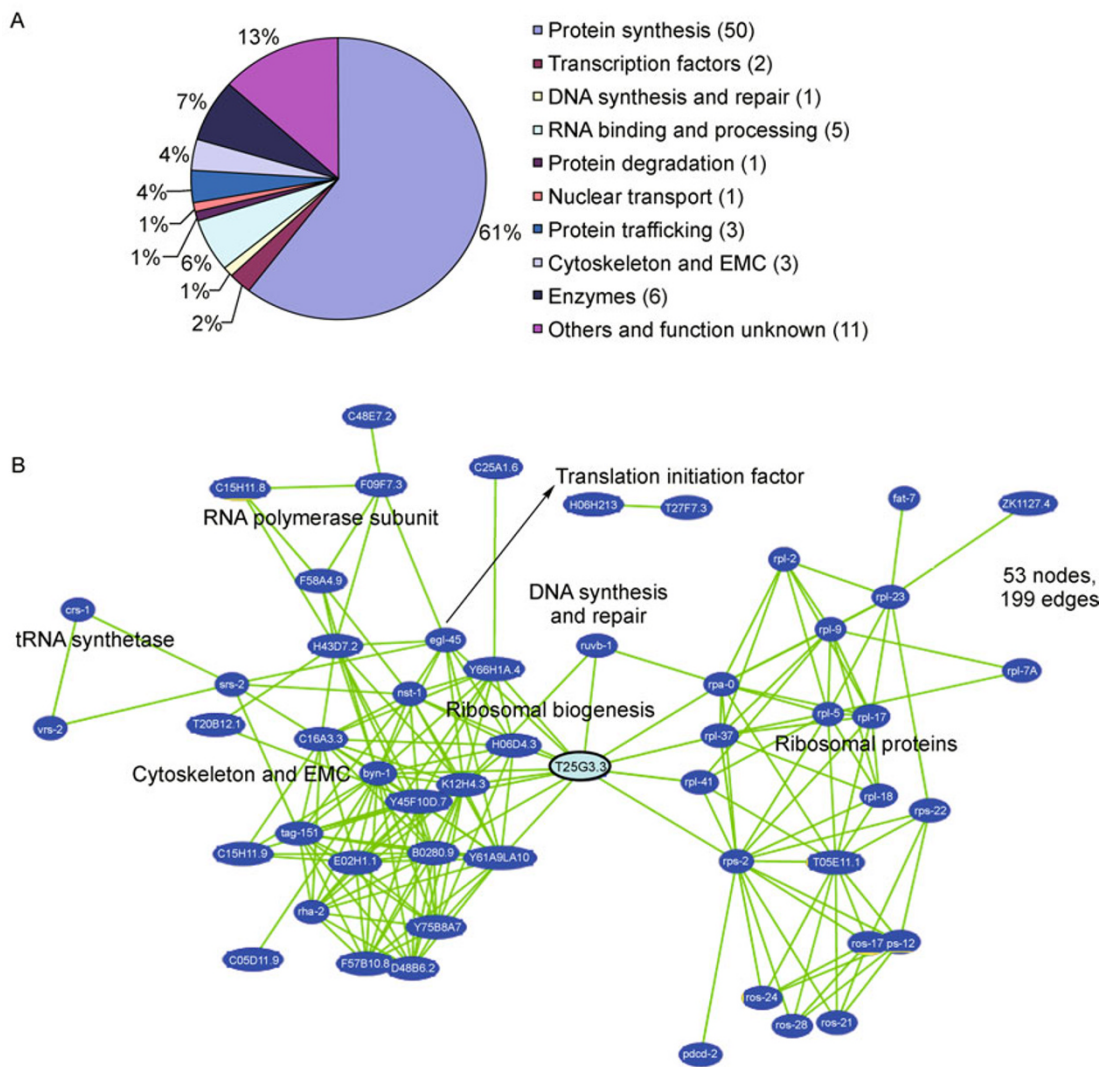 A
13%
7%
4%
4%
1%
1%
6%
1%
2%
61%
Protein synthesis (50)
Transcription factors (2)
DNA synthesis and repair (1)
RNA binding and processing (5)
Protein degradation (1)
Nuclear transport (1)
Protein trafficking (3)
Cytoskeleton and EMC (3)
Enzymes (6)
Others and function unknown (11)
B
C48E7.2
C15H11.8
F09F7.3
C25A1.6
Translation initiation factor
H06H213
T27F7.3
fat-7
ZK1127.4
RNA polymerase subunit
53 nodes,
199 edges
rpl-2
F58A4.9
rpl-23
DNA synthesis
and repair
crs-1
tRNA synthetase
H43D7.2
egl-45
ruvb-1
rpl-9
Y66H1A.4
rpl-7A
srs-2
nst-1
rpa-0
vrs-2
T20B12.1
Ribosomal biogenesis
rpl-5
rpl-17
C16A3.3
H06D4.3
rpl-37
Ribosomal proteins
Cytoskeleton and EMC
byn-1
T25G3.3
K12H4.3
rpl-41
rpl-18
Y45F10D.7
rps-22
tag-151
C15H11.9
E02H1.1
B0280.9
Y61A9LA10
rps-2
T05E11.1
rha-2
Y75B8A7
ros-17
ps-12
C05D11.9
F57B10.8
D48B6.2
ros-24
ros-28
ros-21
pdcd-2